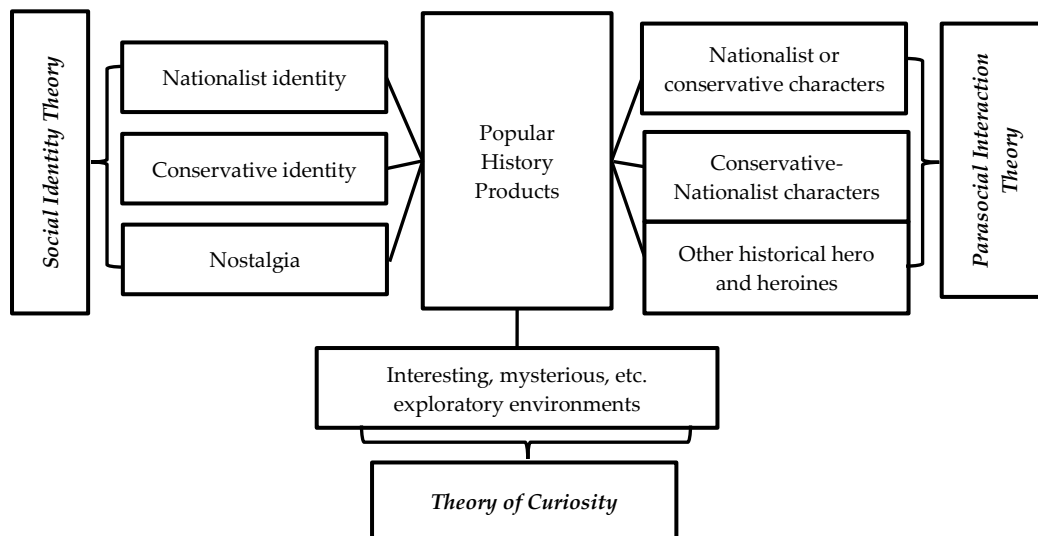 Social Identity Theory
Nationalist identity
Conservative identity
Nostalgia
Popular
History
Products
Nationalist or
conservative characters
Conservative-
Nationalist characters
Other historical hero
and heroines
Parasocial Interaction
Theory
Interesting, mysterious, etc.
exploratory environments
Theory of Curiosity